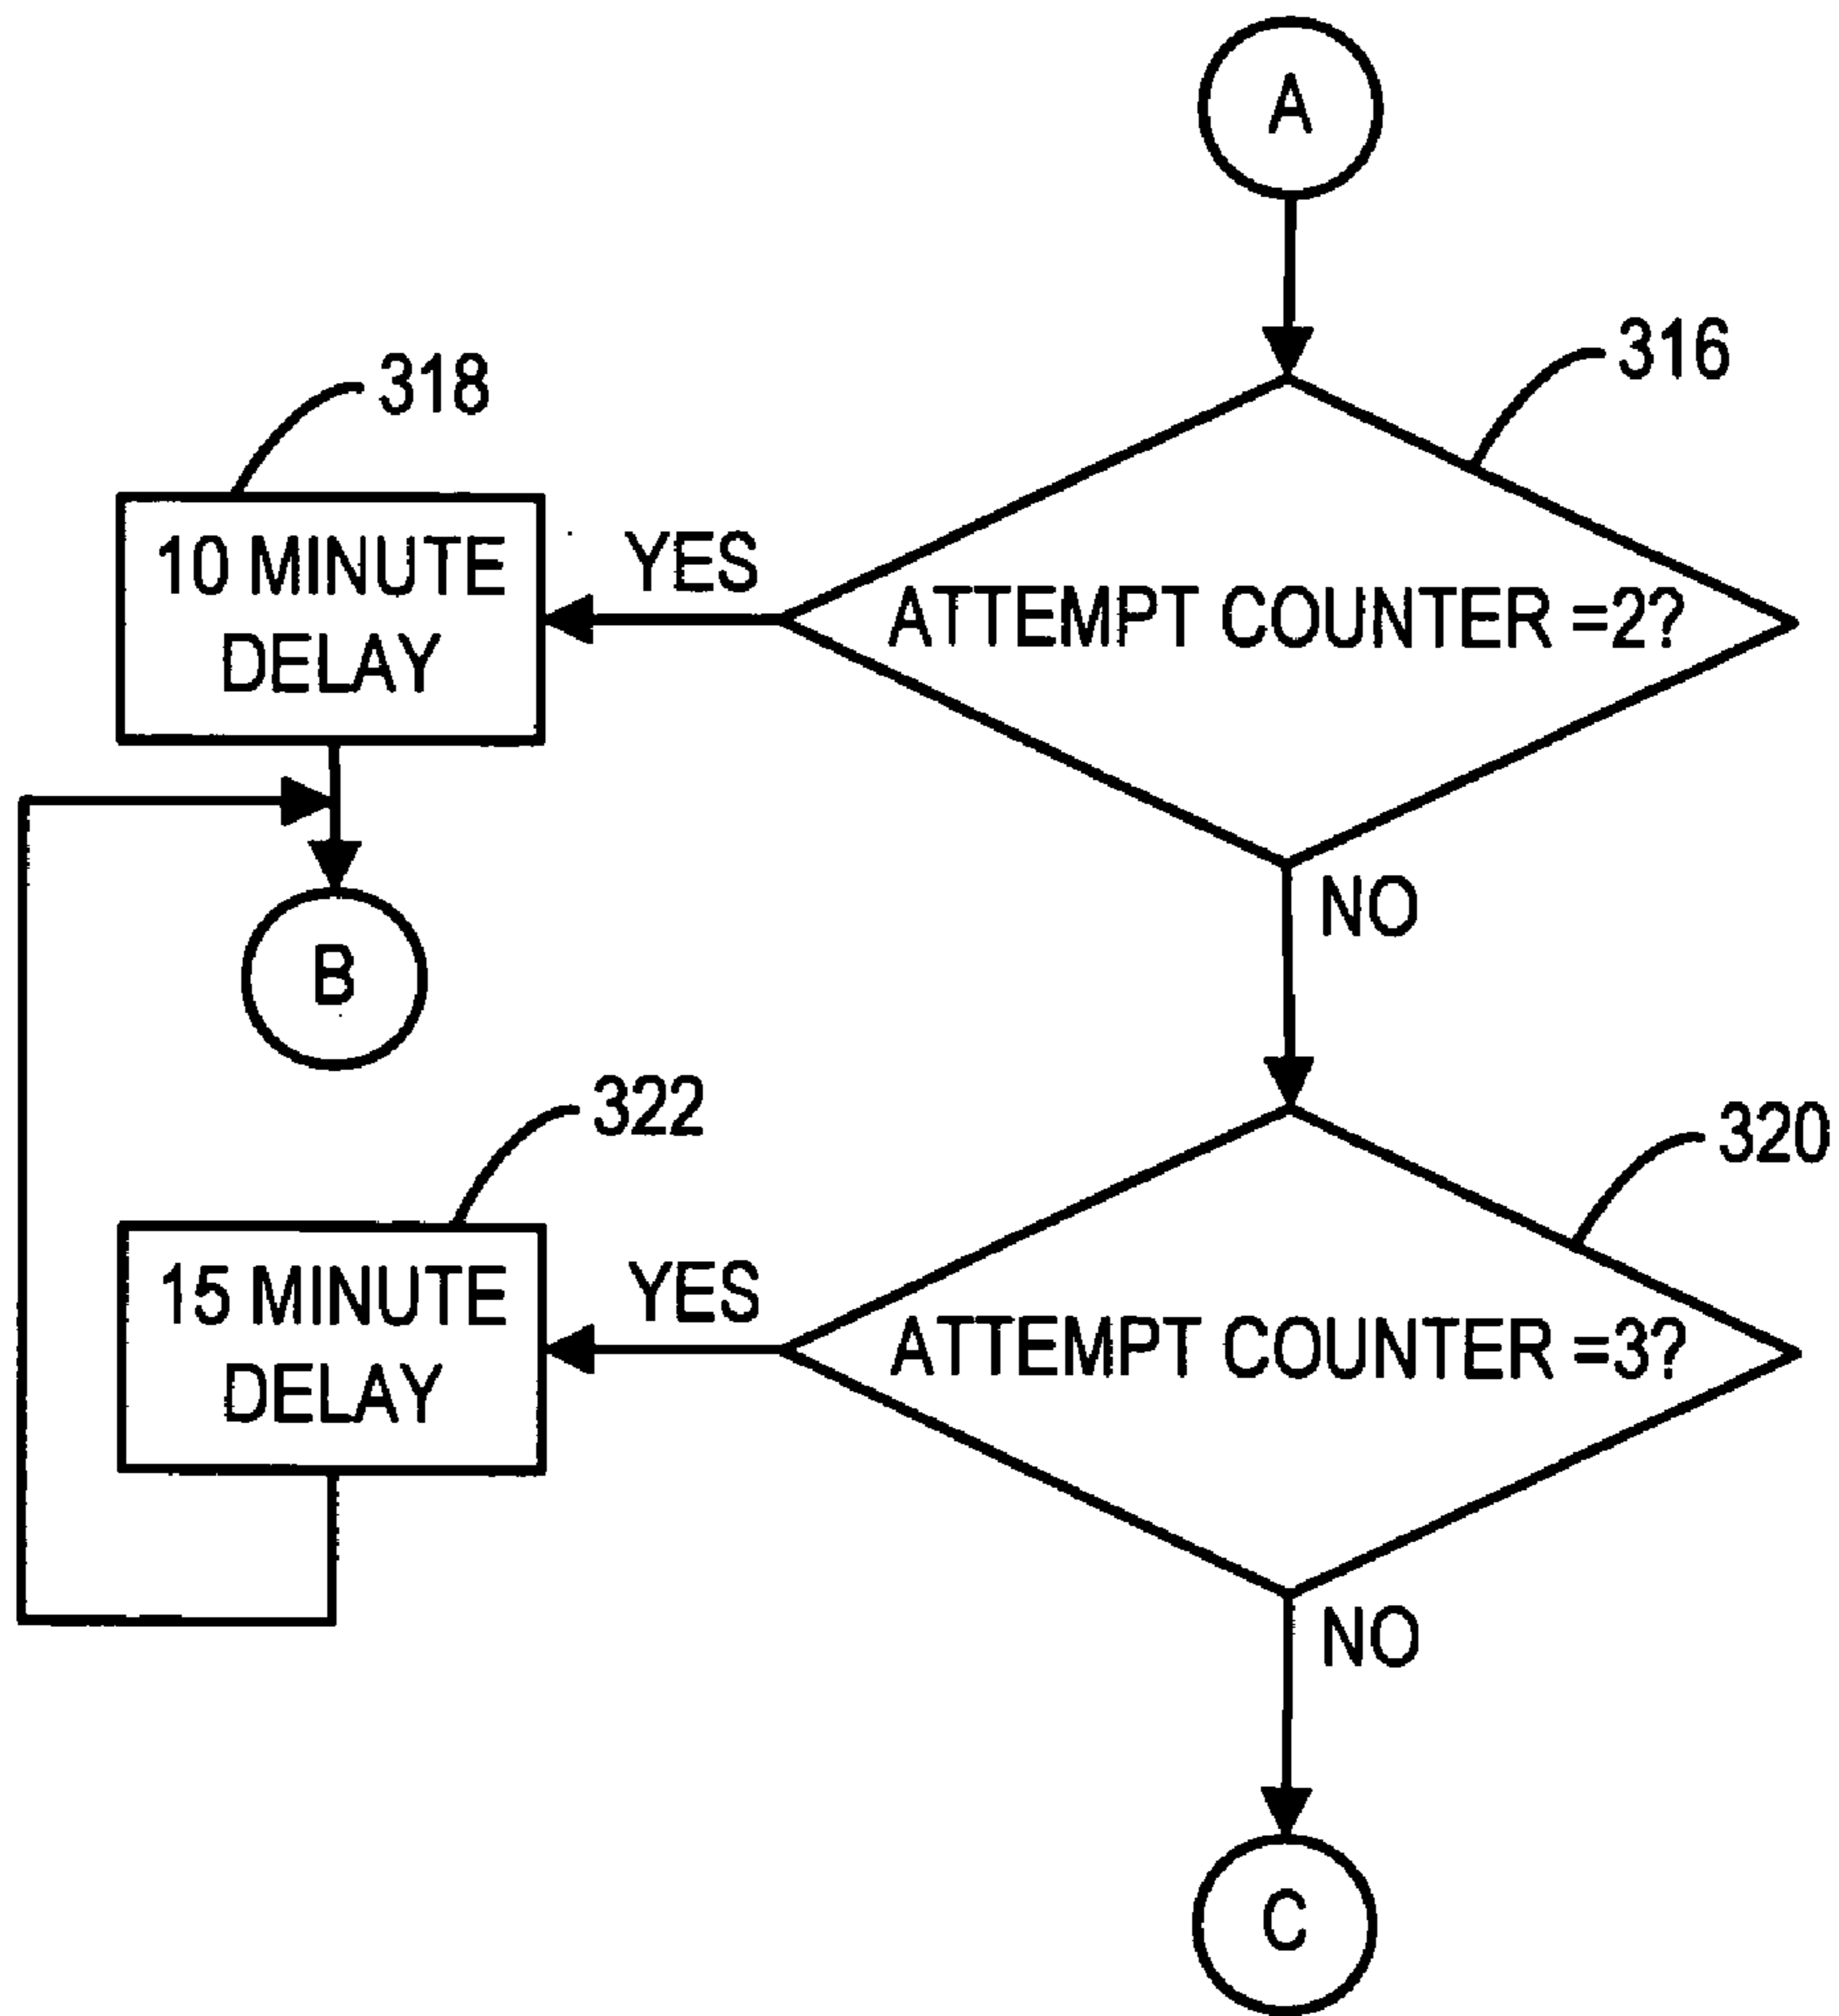 A
316
318
10 MINUTE
DELAY
YES
ATTEMPT COUNTER =2?
NO
B
322
320
15 MINUTE
DELAY
YES
ATTEMPT COUNTER =3?
NO
C